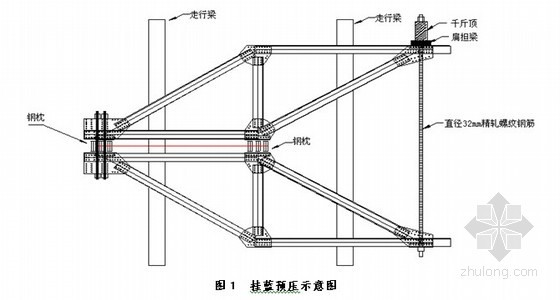 走行梁
走行梁
千斤顶
扁担梁
钢枕
钢枕
直径32mm精轧螺纹钢筋
zhulong.com
图 1 挂蓝预压示意图